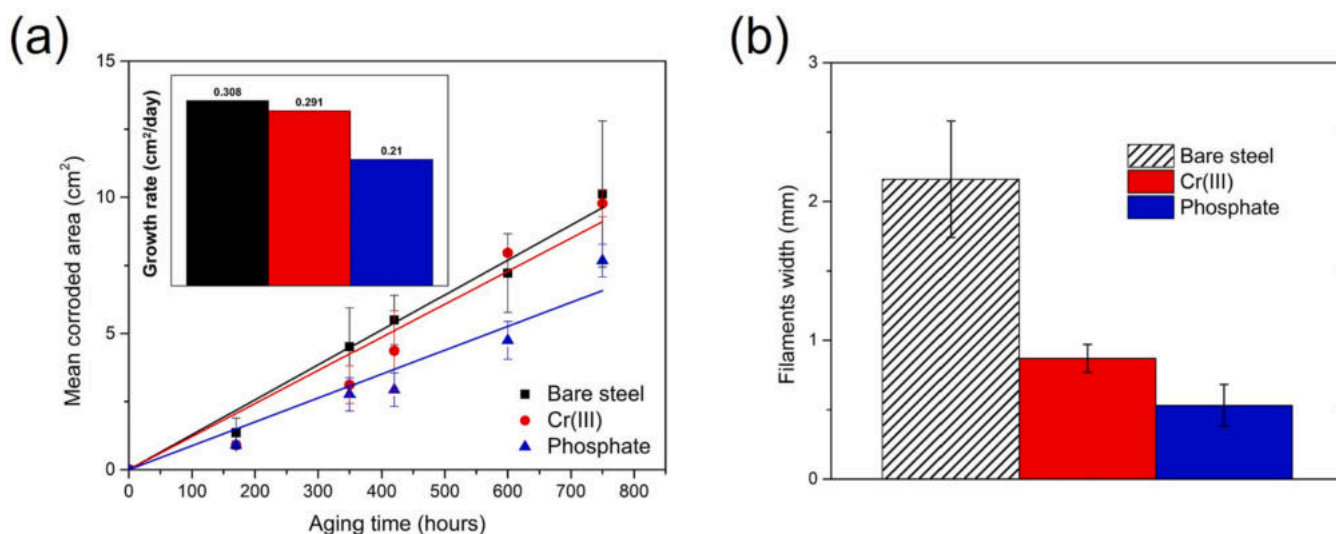 (a)
15
10
5
0
Mean corroded area (cm²)
Growth rate (cm²/day)
0.308
0.291
0.21
Bare steel
Cr(III)
Phosphate
0 100 200 300 400 500 600 700 800
Aging time (hours)
(b)
3
2
1
0
Filaments width (mm)
Bare steel
Cr(III)
Phosphate